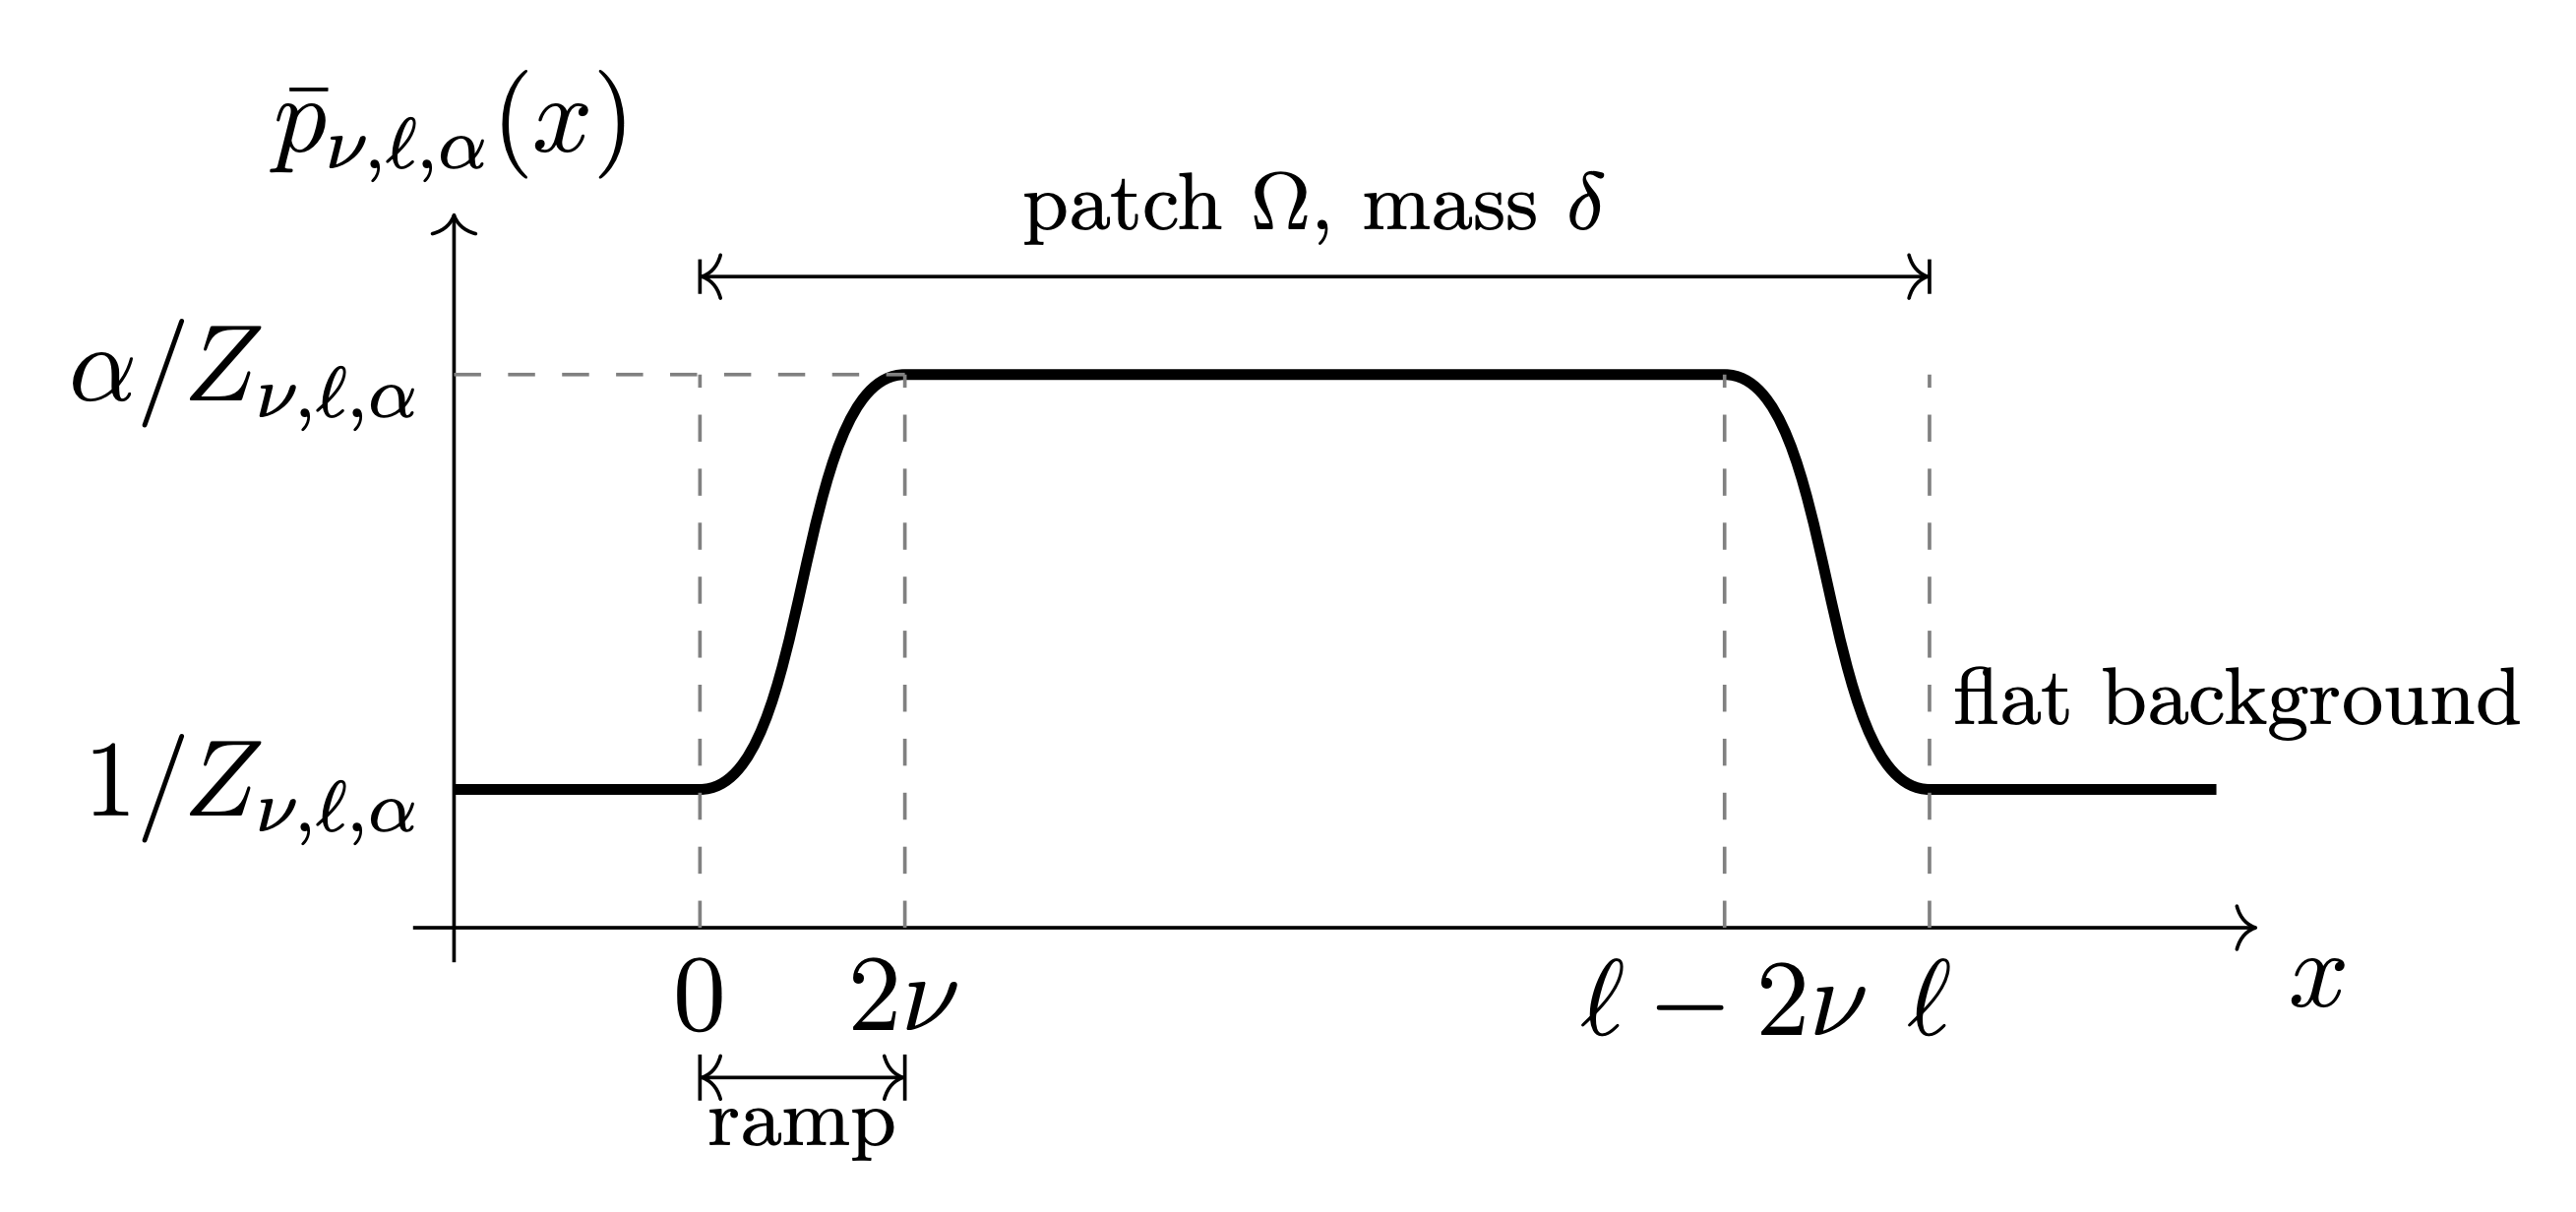 p̄_{ν,ℓ,α}(x)
patch Ω, mass δ
α/Z_{ν,ℓ,α}
flat background
1/Z_{ν,ℓ,α}
0 2ν ℓ − 2ν ℓ x
ramp